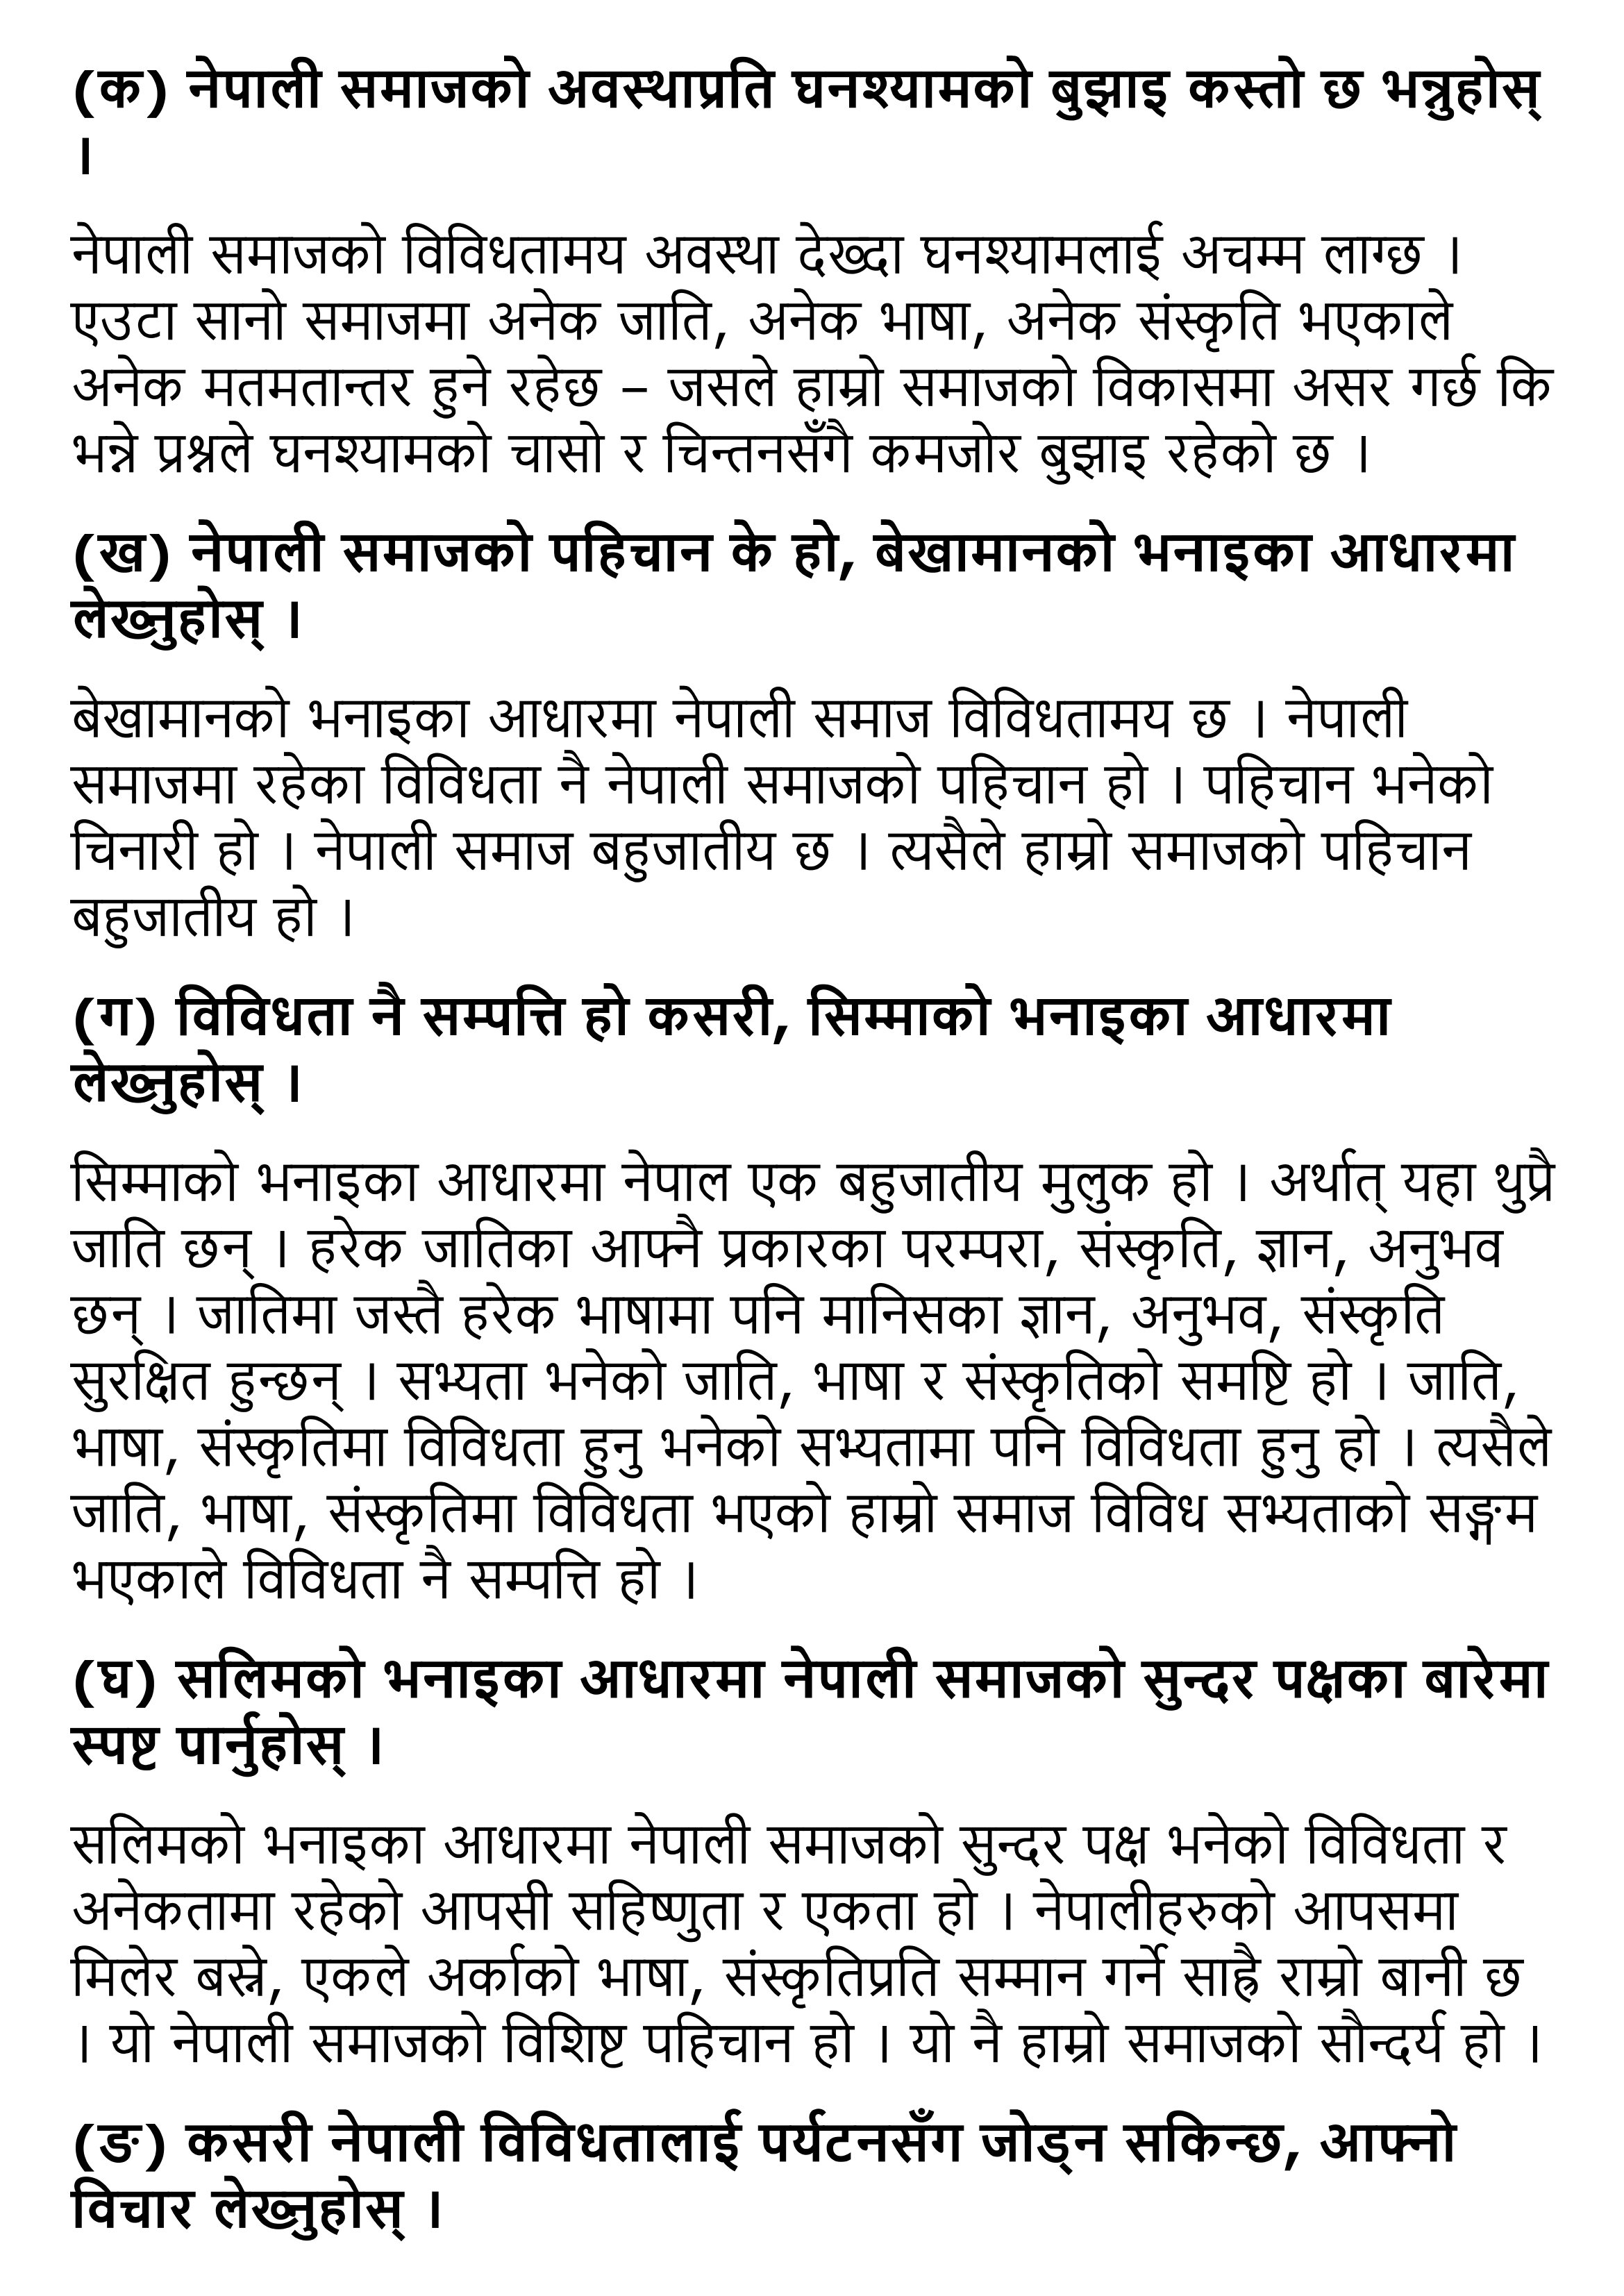 (क) नेपाली समाजको अवस्थाप्रति घनश्यामको बुझाइ कस्तो छ भन्नुहोस्
।
नेपाली समाजको विविधतामय अवस्था देख्दा घनश्यामलाई अचम्म लाग्छ ।
एउटा सानो समाजमा अनेक जाति, अनेक भाषा, अनेक संस्कृति भएकाले
अनेक मतमतान्तर हुने रहेछ – जसले हाम्रो समाजको विकासमा असर गर्छ कि
भन्ने प्रश्नले घनश्यामको चासो र चिन्तनसँगै कमजोर बुझाइ रहेको छ ।
(ख) नेपाली समाजको पहिचान के हो, बेखामानको भनाइका आधारमा
लेख्नुहोस् ।
बेखामानको भनाइका आधारमा नेपाली समाज विविधतामय छ । नेपाली
समाजमा रहेका विविधता नै नेपाली समाजको पहिचान हो । पहिचान भनेको
चिनारी हो । नेपाली समाज बहुजातीय छ । त्यसैले हाम्रो समाजको पहिचान
बहुजातीय हो ।
(ग) विविधता नै सम्पत्ति हो कसरी, सिम्माको भनाइका आधारमा
लेख्नुहोस् ।
सिम्माको भनाइका आधारमा नेपाल एक बहुजातीय मुलुक हो । अर्थात् यहा थुप्रै
जाति छन् । हरेक जातिका आफ्नै प्रकारका परम्परा, संस्कृति, ज्ञान, अनुभव
छन् । जातिमा जस्तै हरेक भाषामा पनि मानिसका ज्ञान, अनुभव, संस्कृति
सुरक्षित हुन्छन् । सभ्यता भनेको जाति, भाषा र संस्कृतिको समष्टि हो । जाति,
भाषा, संस्कृतिमा विविधता हुनु भनेको सभ्यतामा पनि विविधता हुनु हो । त्यसैले
जाति, भाषा, संस्कृतिमा विविधता भएको हाम्रो समाज विविध सभ्यताको सङ्गम
भएकाले विविधता नै सम्पत्ति हो ।
(घ) सलिमको भनाइका आधारमा नेपाली समाजको सुन्दर पक्षका बारेमा
स्पष्ट पार्नुहोस् ।
सलिमको भनाइका आधारमा नेपाली समाजको सुन्दर पक्ष भनेको विविधता र
अनेकतामा रहेको आपसी सहिष्णुता र एकता हो । नेपालीहरुको आपसमा
मिलेर बस्ने, एकले अर्काको भाषा, संस्कृतिप्रति सम्मान गर्ने साह्रै राम्रो बानी छ
। यो नेपाली समाजको विशिष्ट पहिचान हो । यो नै हाम्रो समाजको सौन्दर्य हो ।
(ङ) कसरी नेपाली विविधतालाई पर्यटनसँग जोड्न सकिन्छ, आफ्नो
विचार लेख्नुहोस् ।